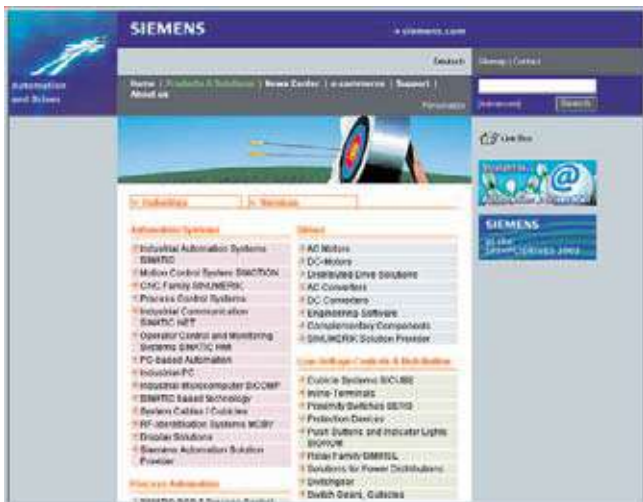 SIEMENS
siemens.com
Deutsch
Sitemap | Contact
Automation
and Drives
Home | Products & Solutions | News Center | e-commerce | Support |
About us
Personalize
Advanced
Search
Link Box
Industries
Services
Automation Systems
Industrial Automation Systems
SIMATIC
Motion Control System SIMOTION
CNC Family SINUMERIK
Process Control Systems
Industrial Communication
SIMATIC NET
Operator Control and Monitoring
Systems SIMATIC HMI
PC-based Automation
Industrial PC
Industrial Microcomputer SICOMP
SIMATIC based technology
System Cables / Cubicles
RF-Identification Systems MOBY
Display Solutions
Siemens Automation Solution
Provider
Process Automation
Drives
AC Motors
DC-Motors
Distributed Drive Solutions
AC Converters
DC Converters
Engineering Software
Complementary Components
SINUMERIK Solution Provider
Low-Voltage Controls & Distribution
Cubicle Systems SICUBE
Inline Terminals
Proximity Switches BERO
Protection Devices
Push Buttons and Indicator Lights
SIGNUM
Relay Family SIMIREL
Solutions for Power Distributions
Switchgear
Switch Gears, Cubicles
SIEMENS